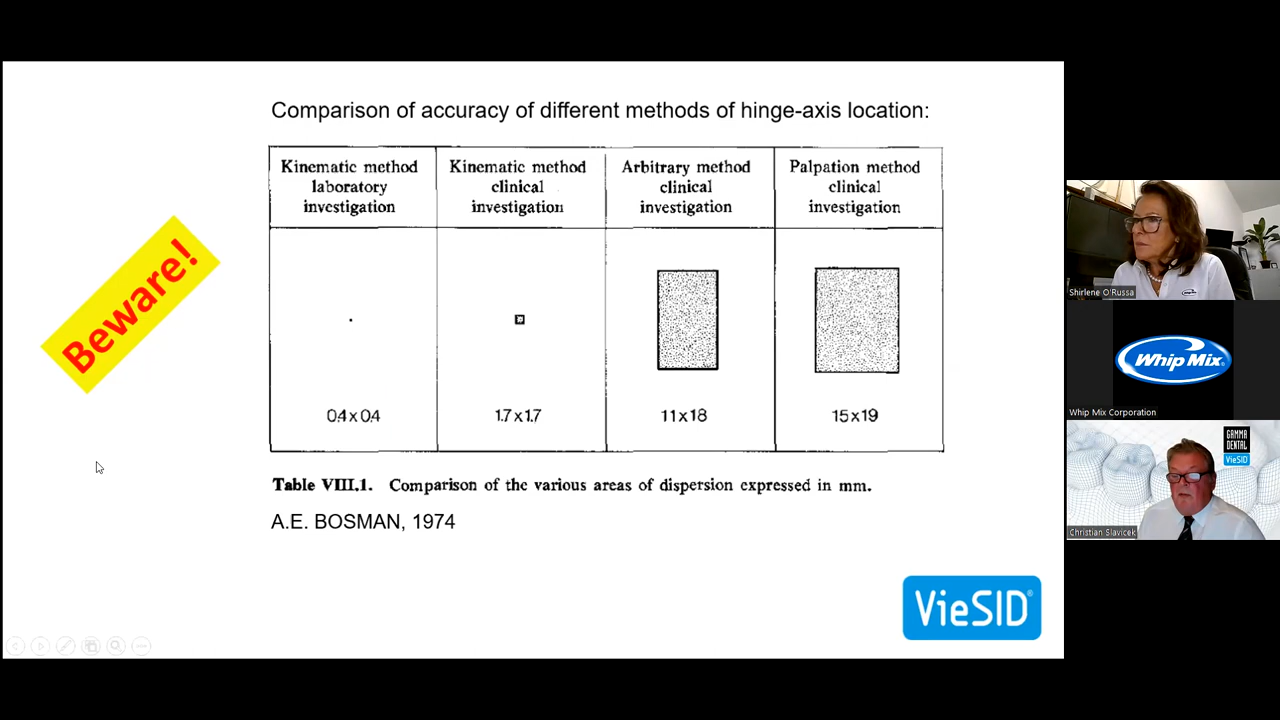 Comparison of accuracy of different methods of hinge-axis location:
Kinematic method
laboratory
investigation
Kinematic method
clinical
investigation
Arbitrary method
clinical
investigation
Palpation method
clinical
investigation
Beware!
0.4 x 0.4
1.7 x 1.7
11 x 18
15 x 19
Table VIII.1. Comparison of the various areas of dispersion expressed in mm.
A.E. BOSMAN, 1974
VieSID®
Shirlene O'Russa
Whip Mix
Whip Mix
Whip Mix Corporation
GAMMA
DENTAL
VieSID
Christian Slavicek